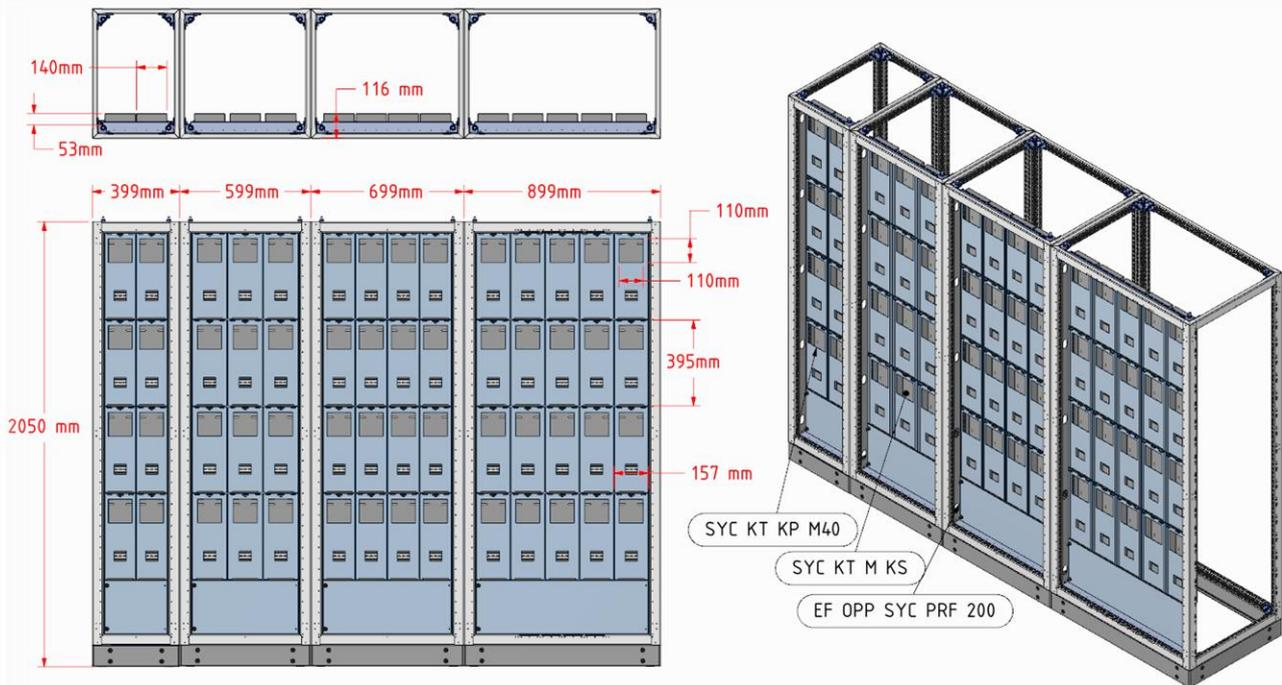 140mm
116 mm
53mm
399mm
599mm
699mm
899mm
110mm
110mm
395mm
2050 mm
157 mm
SYC KT KP M40
SYC KT M KS
EF OPP SYC PRF 200